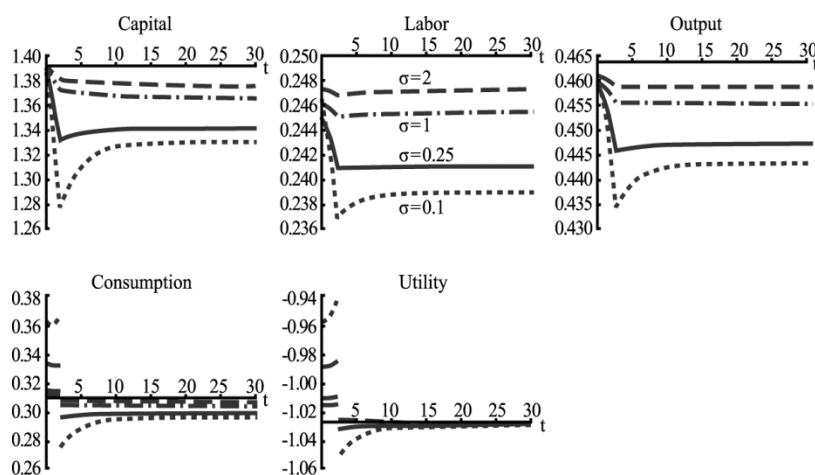 Capital
1.40
1.38
1.36
1.34
1.32
1.30
1.28
1.26
5 10 15 20 25 30 t
Labor
0.250
0.248
0.246
0.244
0.242
0.240
0.238
0.236
5 10 15 20 25 30 t
σ=2
σ=1
σ=0.25
σ=0.1
Output
0.465
0.460
0.455
0.450
0.445
0.440
0.435
0.430
5 10 15 20 25 30 t
Consumption
0.38
0.36
0.34
0.32
0.30
0.28
0.26
5 10 15 20 25 30 t
Utility
-0.94
-0.96
-0.98
-1.00
-1.02
-1.04
-1.06
5 10 15 20 25 30 t